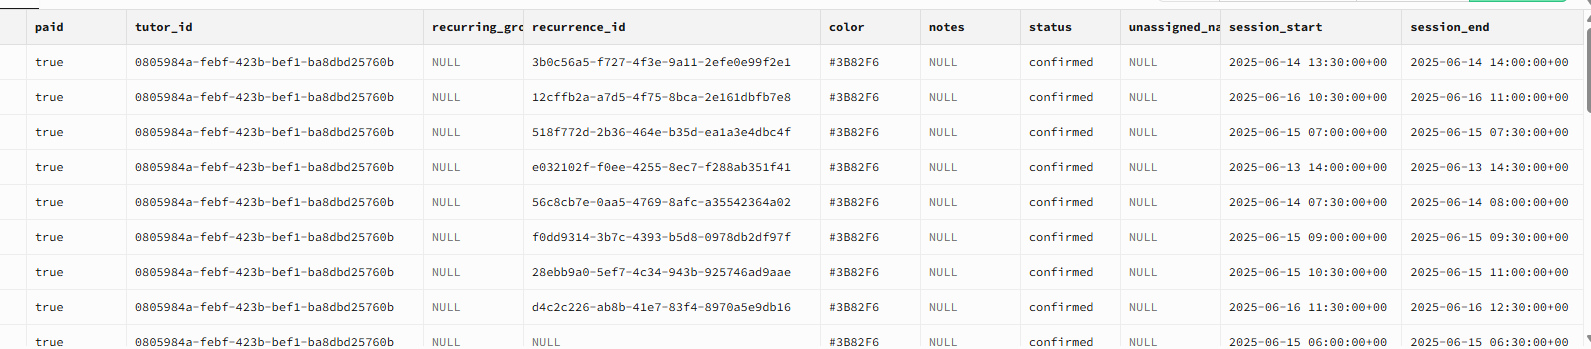 paid tutor_id recurring_gro recurrence_id color notes status unassigned_na session_start session_end
true 0805984a-febf-423b-bef1-ba8dbd25760b NULL 3b0c56a5-f727-4f3e-9a11-2efe0e99f2e1 #3B82F6 NULL confirmed NULL 2025-06-14 13:30:00+00 2025-06-14 14:00:00+00
true 0805984a-febf-423b-bef1-ba8dbd25760b NULL 12cffb2a-a7d5-4f75-8bca-2e161dbfb7e8 #3B82F6 NULL confirmed NULL 2025-06-16 10:30:00+00 2025-06-16 11:00:00+00
true 0805984a-febf-423b-bef1-ba8dbd25760b NULL 518f772d-2b36-464e-b35d-ea1a3e4dbc4f #3B82F6 NULL confirmed NULL 2025-06-15 07:00:00+00 2025-06-15 07:30:00+00
true 0805984a-febf-423b-bef1-ba8dbd25760b NULL e032102f-f0ee-4255-8ec7-f288ab351f41 #3B82F6 NULL confirmed NULL 2025-06-13 14:00:00+00 2025-06-13 14:30:00+00
true 0805984a-febf-423b-bef1-ba8dbd25760b NULL 56c8cb7e-0aa5-4769-8afc-a35542364a02 #3B82F6 NULL confirmed NULL 2025-06-14 07:30:00+00 2025-06-14 08:00:00+00
true 0805984a-febf-423b-bef1-ba8dbd25760b NULL f0dd9314-3b7c-4393-b5d8-0978db2df97f #3B82F6 NULL confirmed NULL 2025-06-15 09:00:00+00 2025-06-15 09:30:00+00
true 0805984a-febf-423b-bef1-ba8dbd25760b NULL 28ebb9a0-5ef7-4c34-943b-925746ad9aae #3B82F6 NULL confirmed NULL 2025-06-15 10:30:00+00 2025-06-15 11:00:00+00
true 0805984a-febf-423b-bef1-ba8dbd25760b NULL d4c2c226-ab8b-41e7-83f4-8970a5e9db16 #3B82F6 NULL confirmed NULL 2025-06-16 11:30:00+00 2025-06-16 12:30:00+00
true 0805984a-febf-423b-bef1-ba8dbd25760b NULL NULL #3B82F6 NULL confirmed NULL 2025-06-15 06:00:00+00 2025-06-15 06:30:00+00